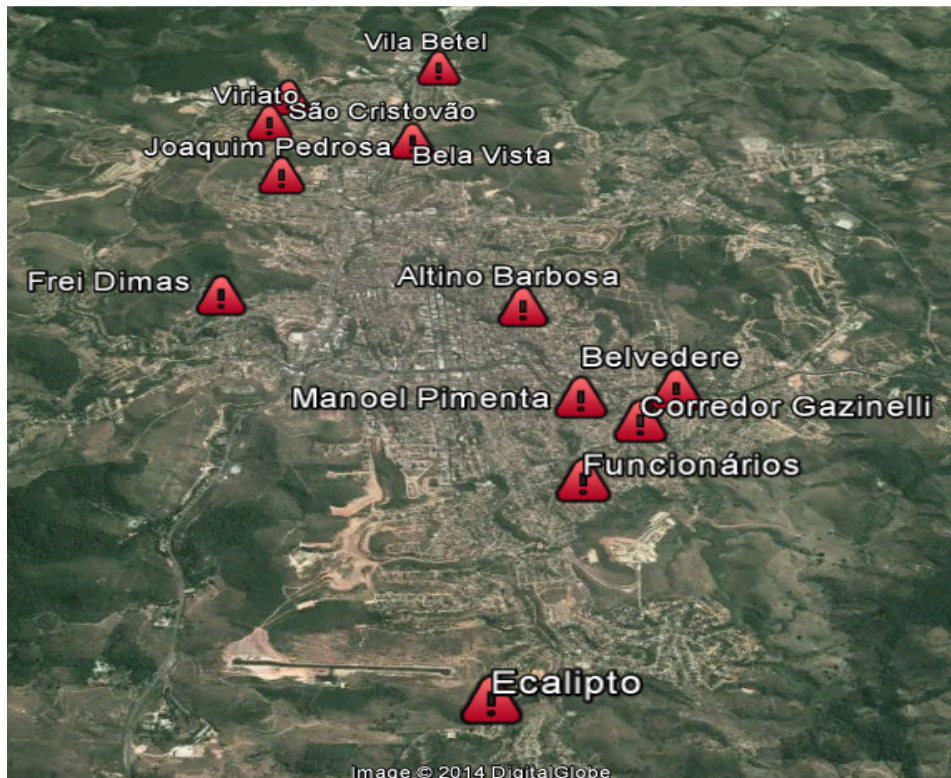 Vila Betel
Viriato
São Cristovão
Joaquim Pedrosa
Bela Vista
Frei Dimas
Altino Barbosa
Belvedere
Manoel Pimenta
Corredor Gazinelli
Funcionários
Ecalipto
Image © 2014 DigitalGlobe